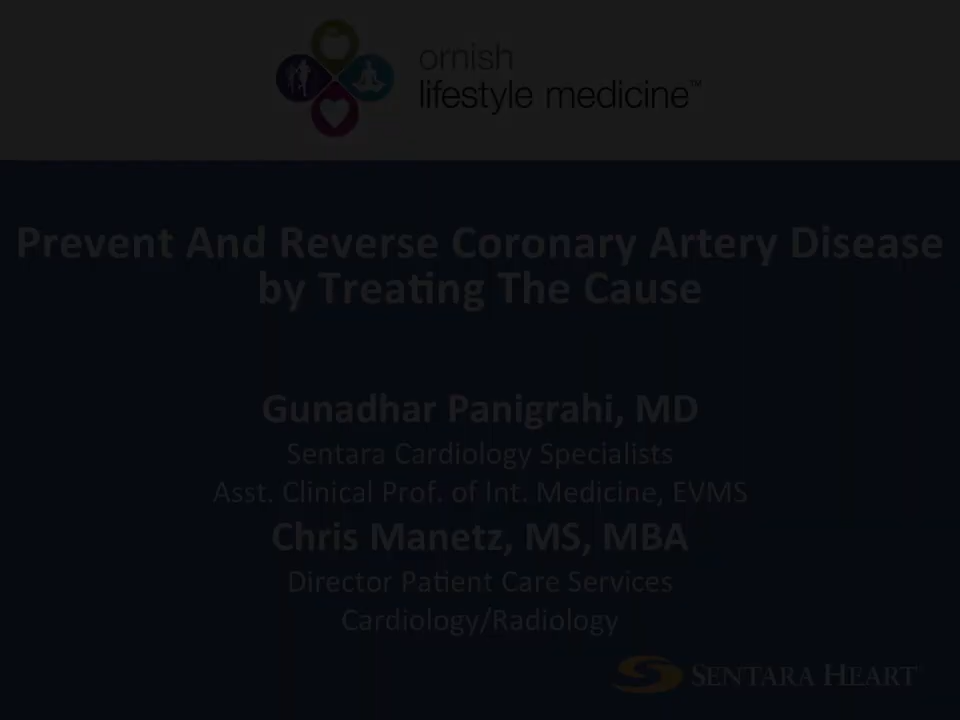 ornish
lifestyle medicine™
Prevent And Reverse Coronary Artery Disease
by Treating The Cause
Gunadhar Panigrahi, MD
Sentara Cardiology Specialists
Asst. Clinical Prof. of Int. Medicine, EVMS
Chris Manetz, MS, MBA
Director Patient Care Services
Cardiology/Radiology
SENTARA HEART